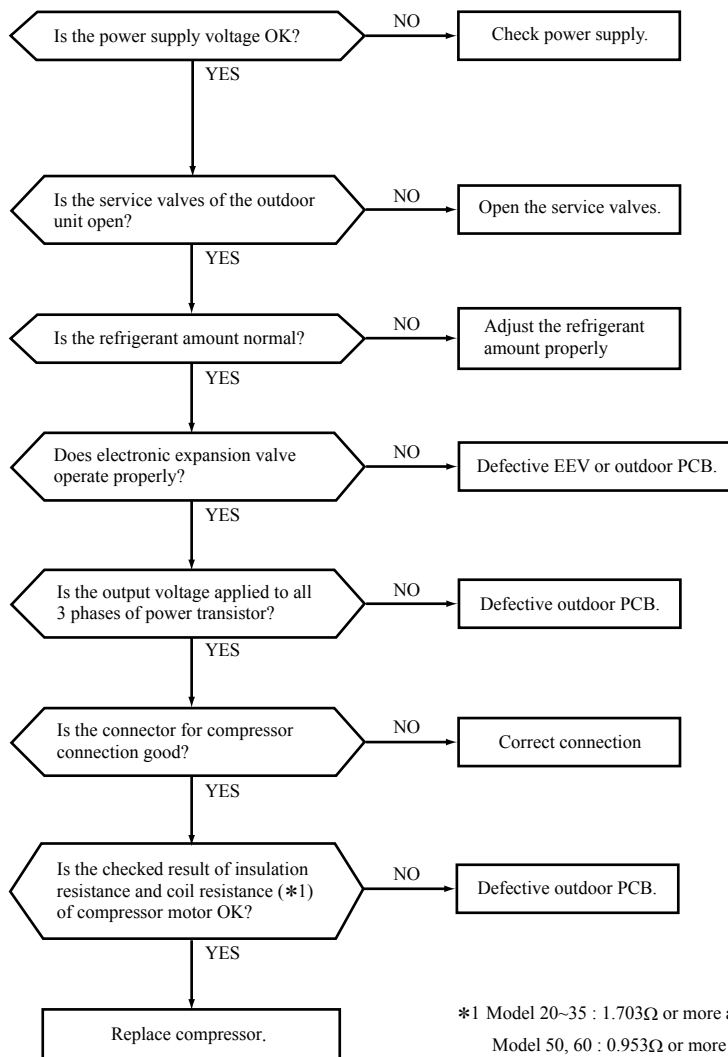 Is the power supply voltage OK?
NO
Check power supply.
YES
Is the service valves of the outdoor
unit open?
NO
Open the service valves.
YES
Is the refrigerant amount normal?
NO
Adjust the refrigerant
amount properly
YES
Does electronic expansion valve
operate properly?
NO
Defective EEV or outdoor PCB.
YES
Is the output voltage applied to all
3 phases of power transistor?
NO
Defective outdoor PCB.
YES
Is the connector for compressor
connection good?
NO
Correct connection
YES
Is the checked result of insulation
resistance and coil resistance (∗1)
of compressor motor OK?
NO
Defective outdoor PCB.
YES
Replace compressor.
∗1 Model 20~35 : 1.703Ω or more a
Model 50, 60 : 0.953Ω or more